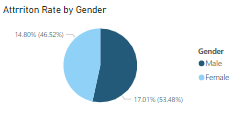 Attrriton Rate by Gender
14.80% (46.52%)
Gender
Male
Female
17.01% (53.48%)